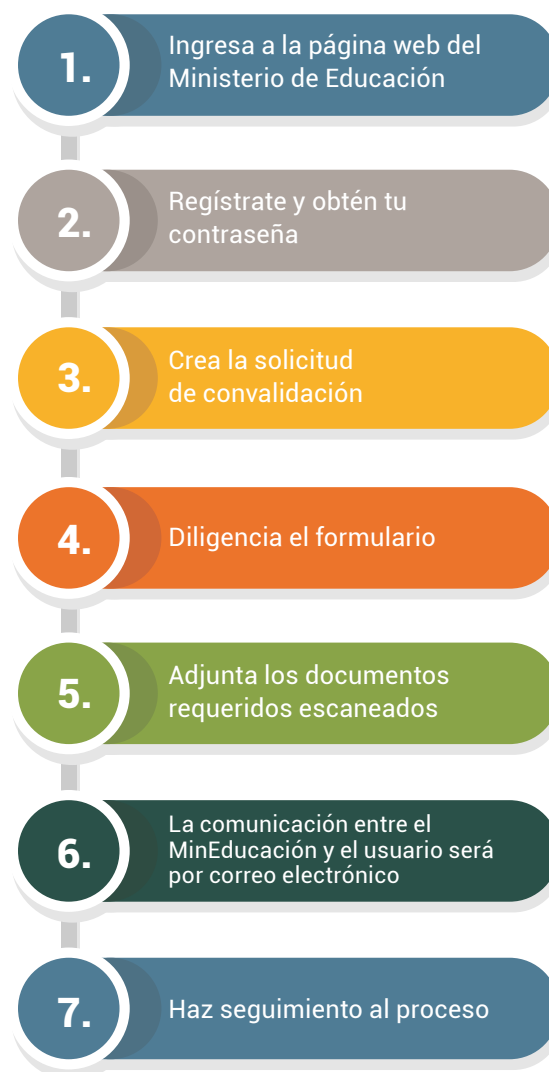 1.
Ingresa a la página web del
Ministerio de Educación
2.
Regístrate y obtén tu
contraseña
3.
Crea la solicitud
de convalidación
4.
Diligencia el formulario
5.
Adjunta los documentos
requeridos escaneados
6.
La comunicación entre el
MinEducación y el usuario será
por correo electrónico
7.
Haz seguimiento al proceso